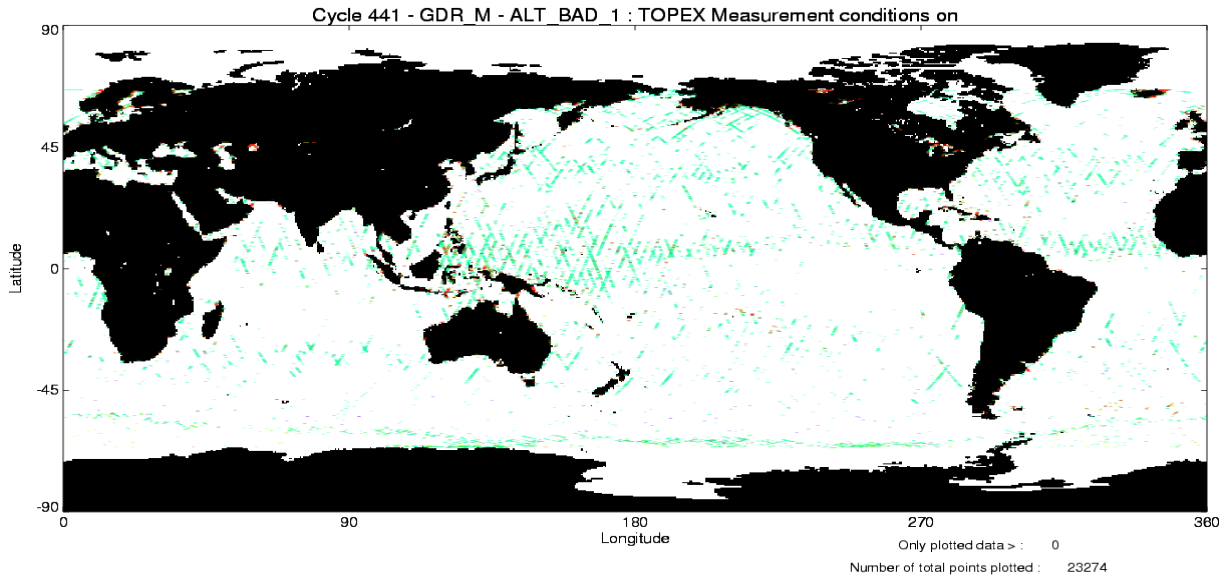 Cycle 441 - GDR_M - ALT_BAD_1 : TOPEX Measurement conditions on
90
45
0
-45
-90
Latitude
0 90 180 270 360
Longitude
Only plotted data > : 0
Number of total points plotted : 23274